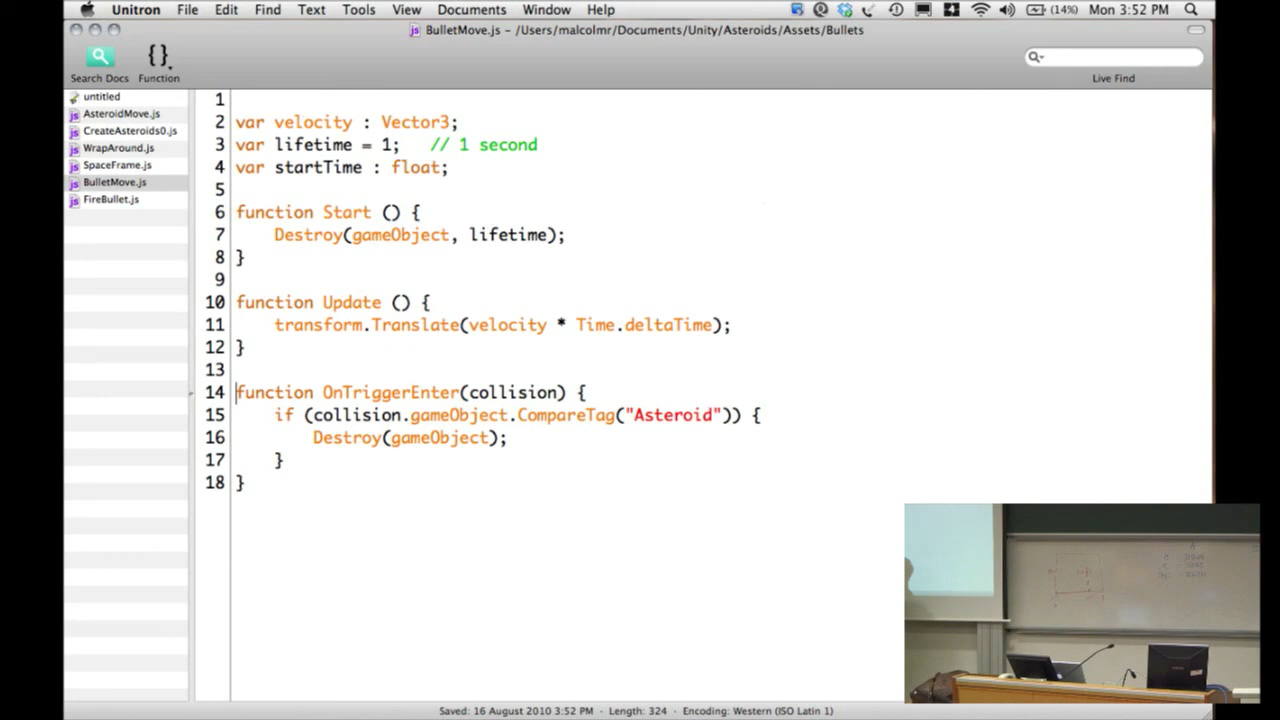 Unitron File Edit Find Text Tools View Documents Window Help (14%) Mon 3:52 PM
BulletMove.js – /Users/malcolmr/Documents/Unity/Asteroids/Assets/Bullets
Search Docs Function Live Find
untitled
AsteroidMove.js
CreateAsteroids0.js
WrapAround.js
SpaceFrame.js
BulletMove.js
FireBullet.js
1
2 var velocity : Vector3;
3 var lifetime = 1;   // 1 second
4 var startTime : float;
5
6 function Start () {
7     Destroy(gameObject, lifetime);
8 }
9
10 function Update () {
11     transform.Translate(velocity * Time.deltaTime);
12 }
13
14 function OnTriggerEnter(collision) {
15     if (collision.gameObject.CompareTag("Asteroid")) {
16         Destroy(gameObject);
17     }
18 }
Saved: 16 August 2010 3:52 PM • Length: 324 • Encoding: Western (ISO Latin 1)